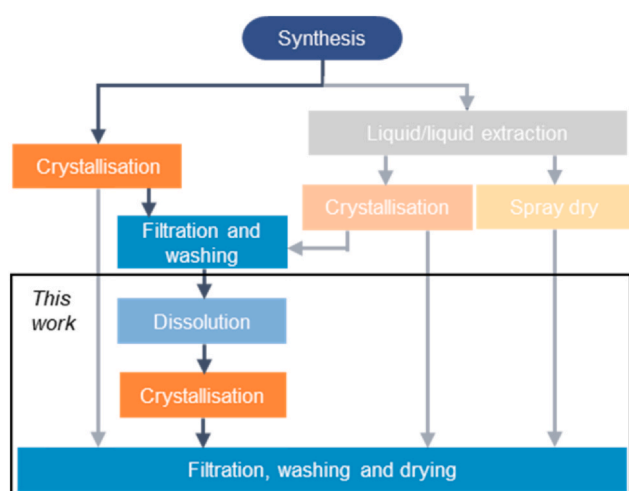 Synthesis
Liquid/liquid extraction
Crystallisation
Crystallisation
Spray dry
Filtration and
washing
This
work
Dissolution
Crystallisation
Filtration, washing and drying